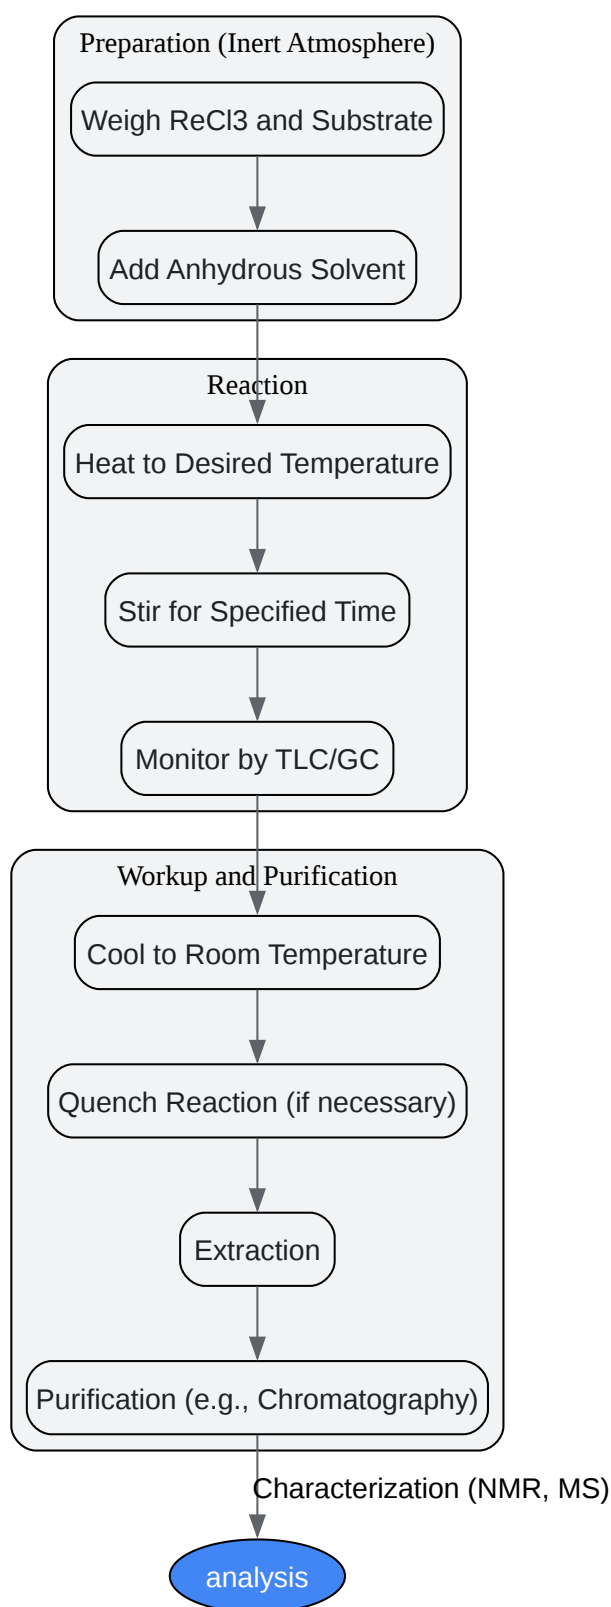 Preparation (Inert Atmosphere)
Weigh ReCl3 and Substrate
Add Anhydrous Solvent
Reaction
Heat to Desired Temperature
Stir for Specified Time
Monitor by TLC/GC
Workup and Purification
Cool to Room Temperature
Quench Reaction (if necessary)
Extraction
Purification (e.g., Chromatography)
Characterization (NMR, MS)
analysis